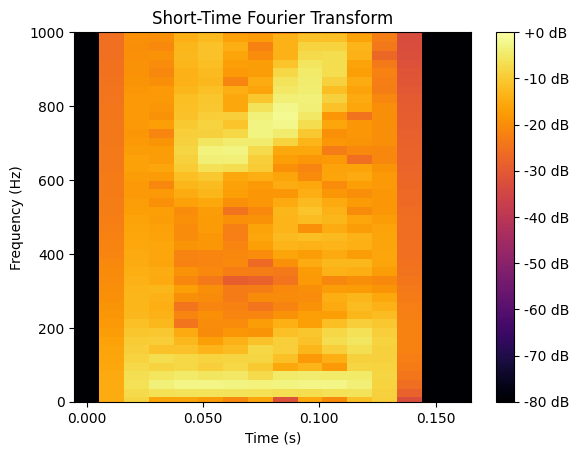 Short-Time Fourier Transform
Frequency (Hz)
1000
800
600
400
200
0
0.000
0.050
0.100
0.150
Time (s)
+0 dB
-10 dB
-20 dB
-30 dB
-40 dB
-50 dB
-60 dB
-70 dB
-80 dB